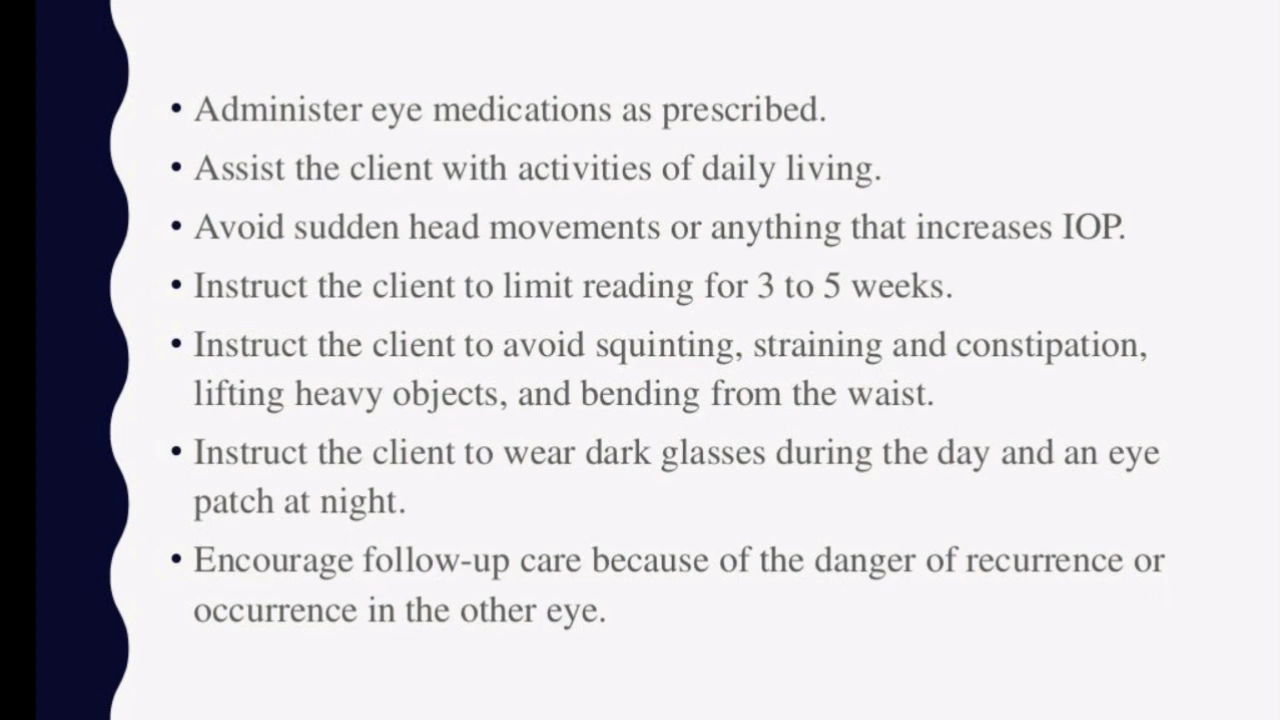 • Administer eye medications as prescribed.
• Assist the client with activities of daily living.
• Avoid sudden head movements or anything that increases IOP.
• Instruct the client to limit reading for 3 to 5 weeks.
• Instruct the client to avoid squinting, straining and constipation,
lifting heavy objects, and bending from the waist.
• Instruct the client to wear dark glasses during the day and an eye
patch at night.
• Encourage follow-up care because of the danger of recurrence or
occurrence in the other eye.